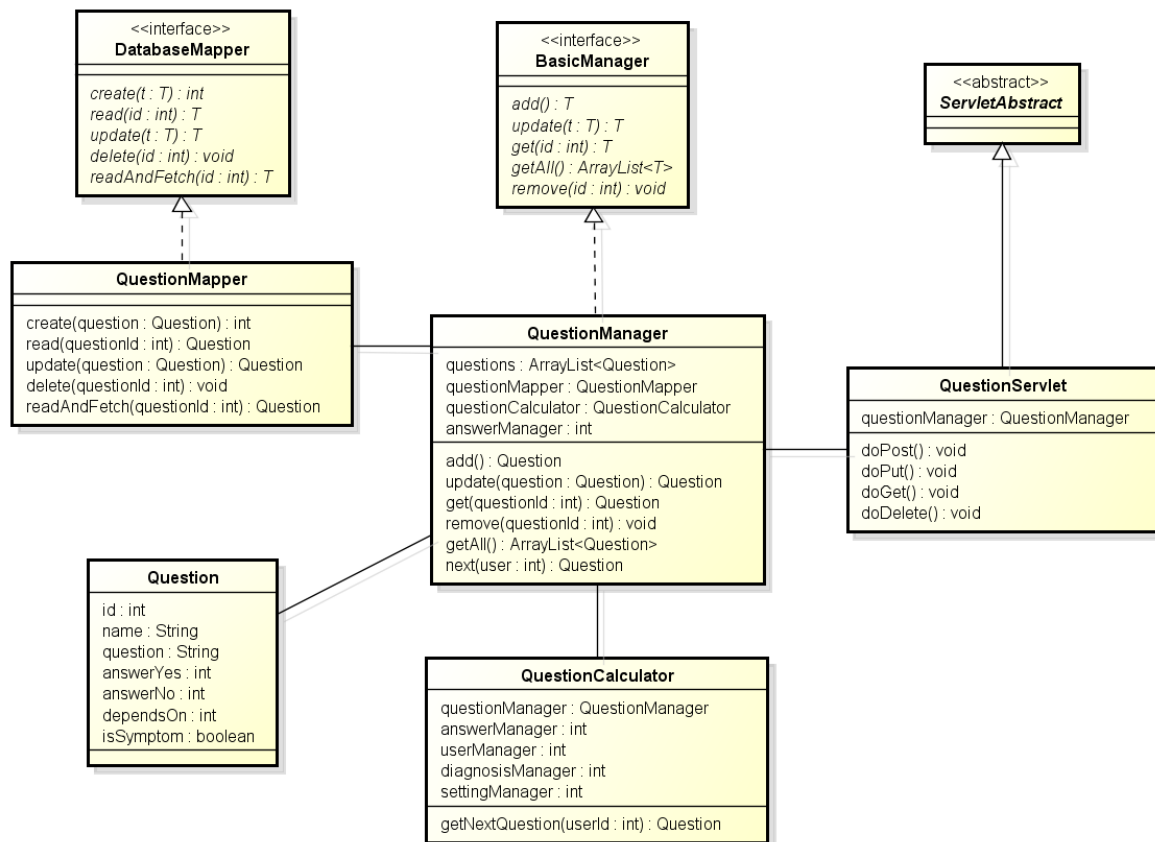 <<interface>>
DatabaseMapper
create(t : T) : int
read(id : int) : T
update(t : T) : T
delete(id : int) : void
readAndFetch(id : int) : T
<<interface>>
BasicManager
add() : T
update(t : T) : T
get(id : int) : T
getAll() : ArrayList<T>
remove(id : int) : void
<<abstract>>
ServletAbstract
QuestionMapper
create(question : Question) : int
read(questionId : int) : Question
update(question : Question) : Question
delete(questionId : int) : void
readAndFetch(questionId : int) : Question
QuestionManager
questions : ArrayList<Question>
questionMapper : QuestionMapper
questionCalculator : QuestionCalculator
answerManager : int
add() : Question
update(question : Question) : Question
get(questionId : int) : Question
remove(questionId : int) : void
getAll() : ArrayList<Question>
next(user : int) : Question
QuestionServlet
questionManager : QuestionManager
doPost() : void
doPut() : void
doGet() : void
doDelete() : void
Question
id : int
name : String
question : String
answerYes : int
answerNo : int
dependsOn : int
isSymptom : boolean
QuestionCalculator
questionManager : QuestionManager
answerManager : int
userManager : int
diagnosisManager : int
settingManager : int
getNextQuestion(userId : int) : Question